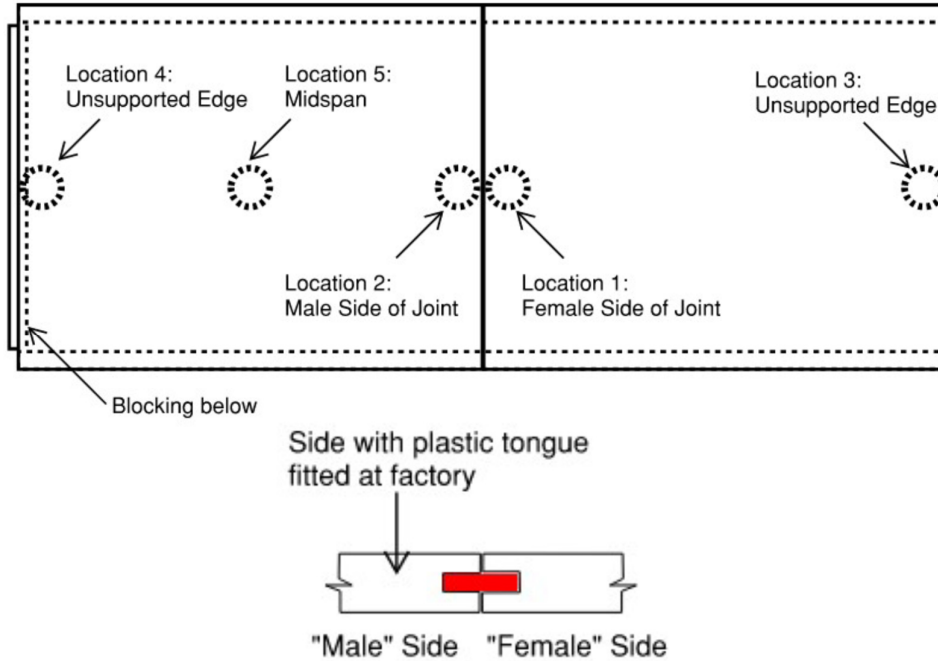 Location 4:
Unsupported Edge
Location 5:
Midspan
Location 3:
Unsupported Edge
Location 2:
Male Side of Joint
Location 1:
Female Side of Joint
Blocking below
Side with plastic tongue
fitted at factory
"Male" Side
"Female" Side